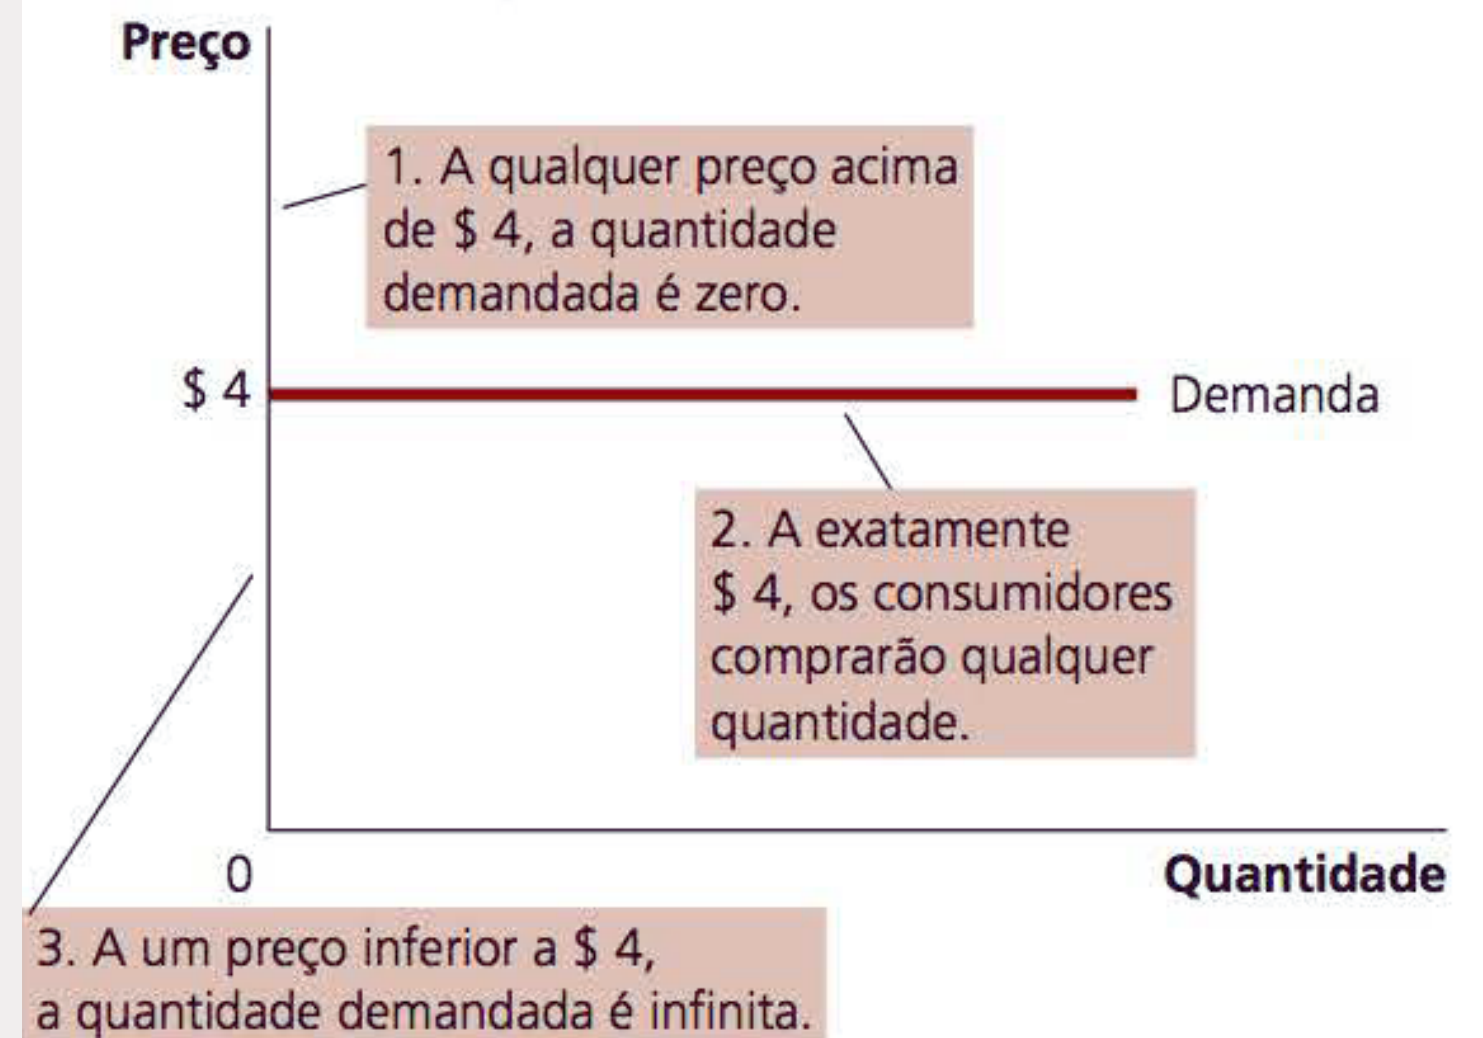 Preço
1. A qualquer preço acima
de $ 4, a quantidade
demandada é zero.
$ 4
Demanda
2. A exatamente
$ 4, os consumidores
comprarão qualquer
quantidade.
0
Quantidade
3. A um preço inferior a $ 4,
a quantidade demandada é infinita.